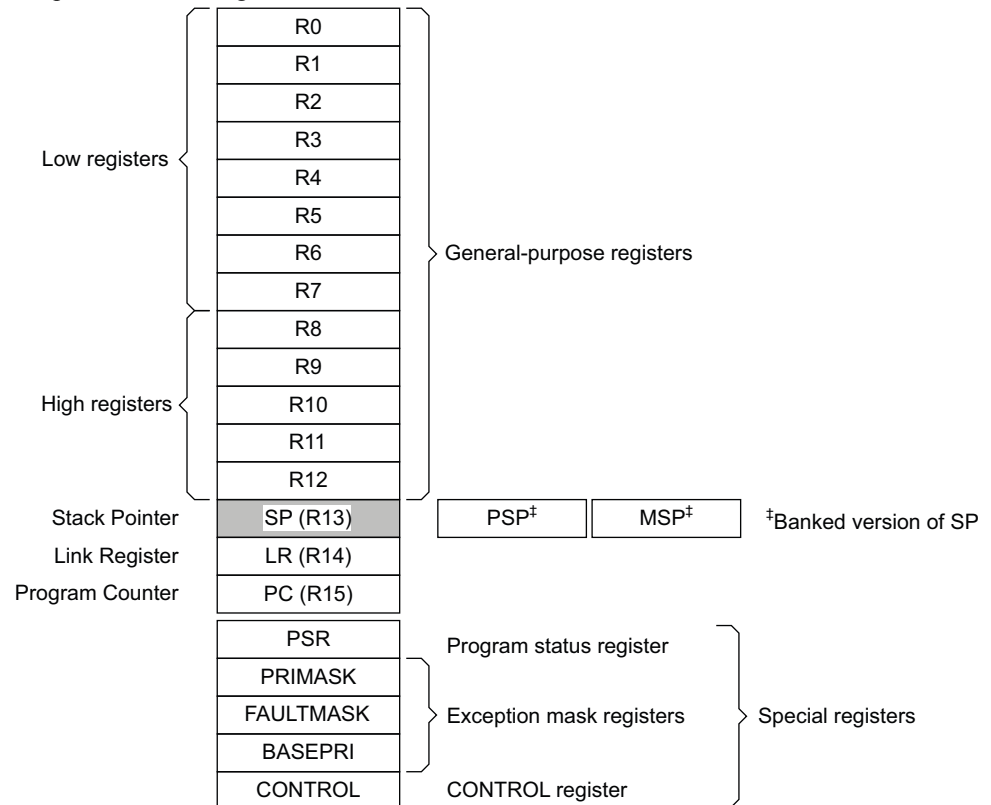 R0
R1
R2
R3
Low registers
R4
R5
R6
General-purpose registers
R7
R8
R9
High registers
R10
R11
R12
Stack Pointer
SP (R13)
PSP‡
MSP‡
‡Banked version of SP
Link Register
LR (R14)
Program Counter
PC (R15)
PSR
Program status register
PRIMASK
FAULTMASK
Exception mask registers
Special registers
BASEPRI
CONTROL
CONTROL register